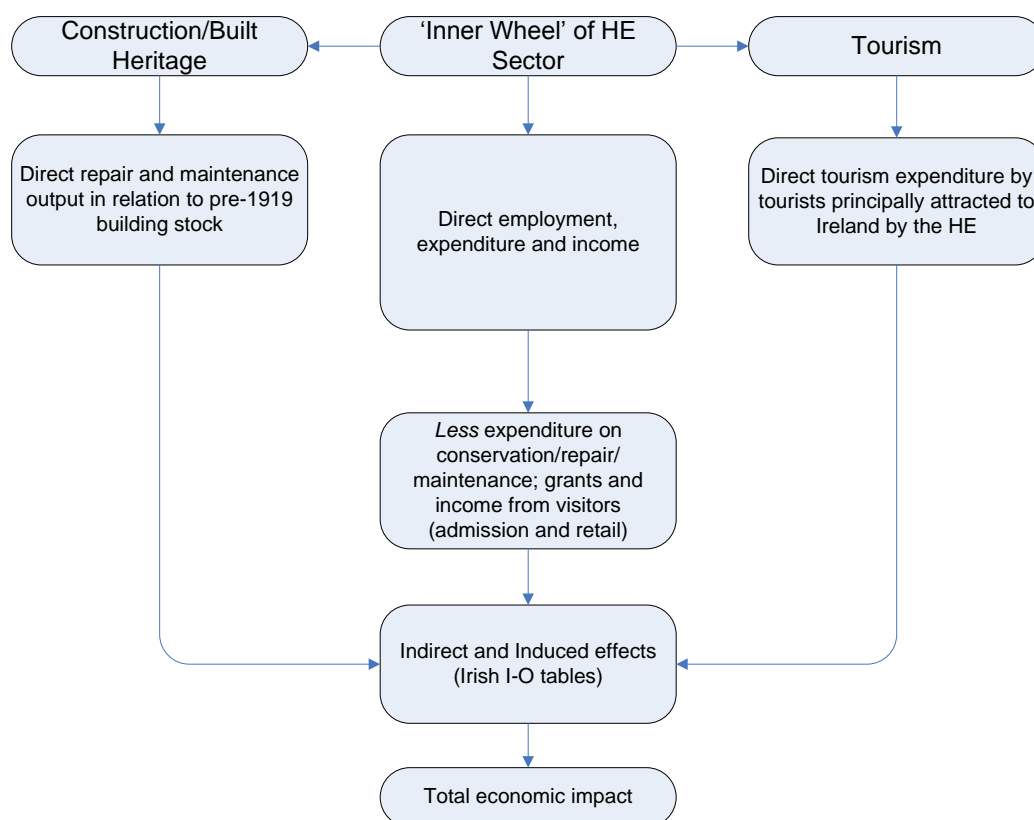 Construction/Built
Heritage
‘Inner Wheel’ of HE
Sector
Tourism
Direct repair and maintenance
output in relation to pre-1919
building stock
Direct employment,
expenditure and income
Direct tourism expenditure by
tourists principally attracted to
Ireland by the HE
Less expenditure on
conservation/repair/
maintenance; grants and
income from visitors
(admission and retail)
Indirect and Induced effects
(Irish I-O tables)
Total economic impact